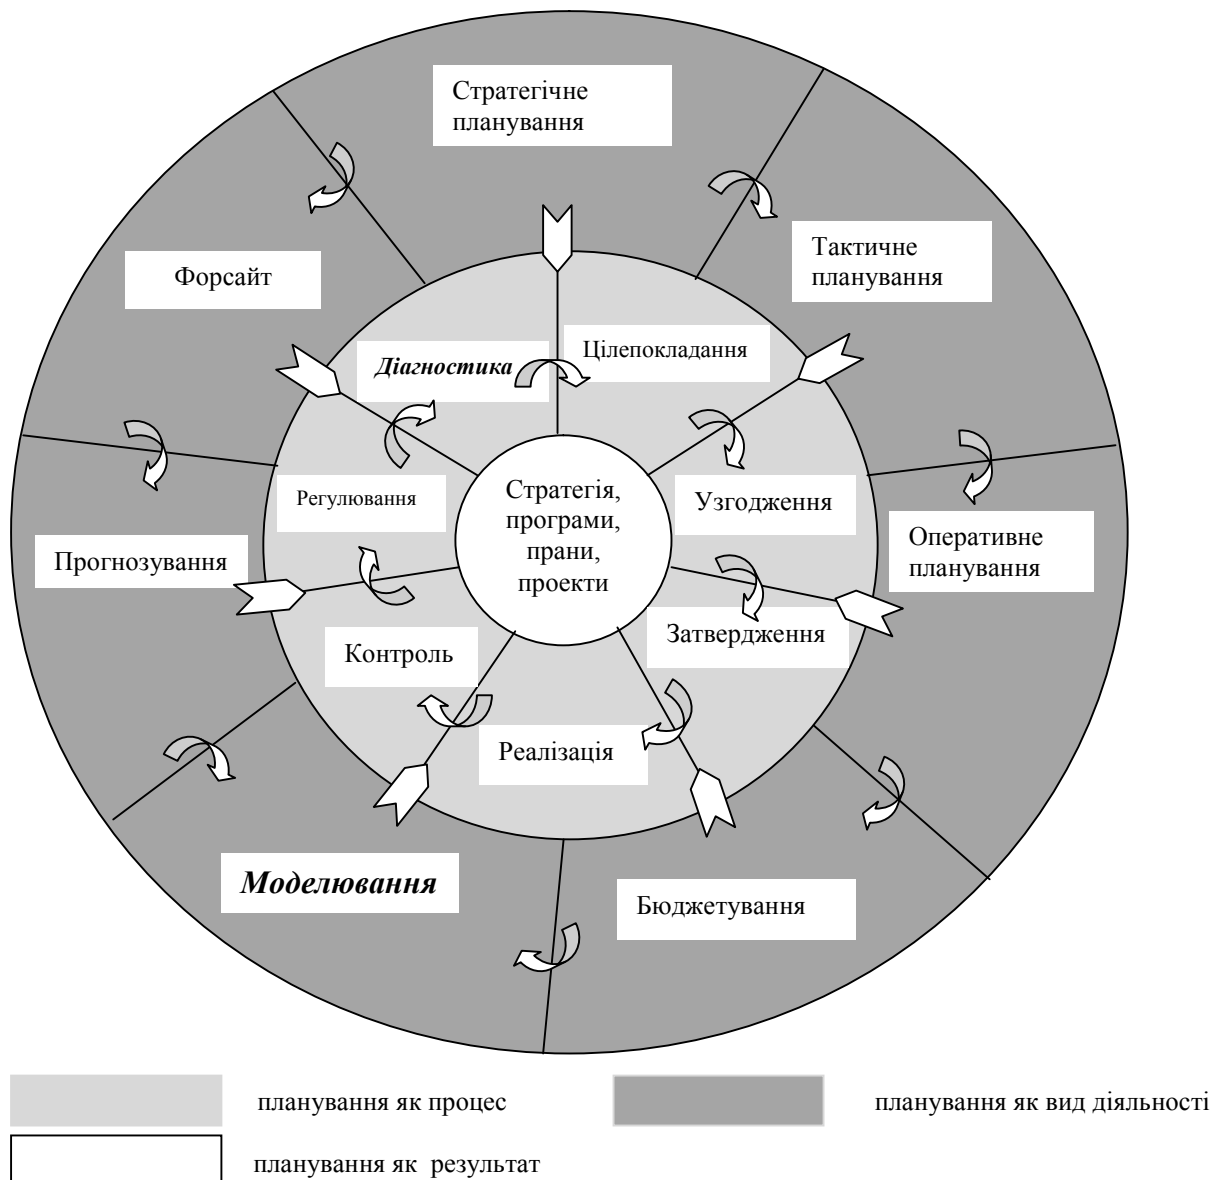 Стратегічне
планування
Тактичне
планування
Форсайт
Цілепокладання
Діагностика
Регулювання
Стратегія,
програми,
прани,
проекти
Узгодження
Оперативне
планування
Прогнозування
Контроль
Затвердження
Реалізація
Моделювання
Бюджетування
планування як процес
планування як вид діяльності
планування як результат